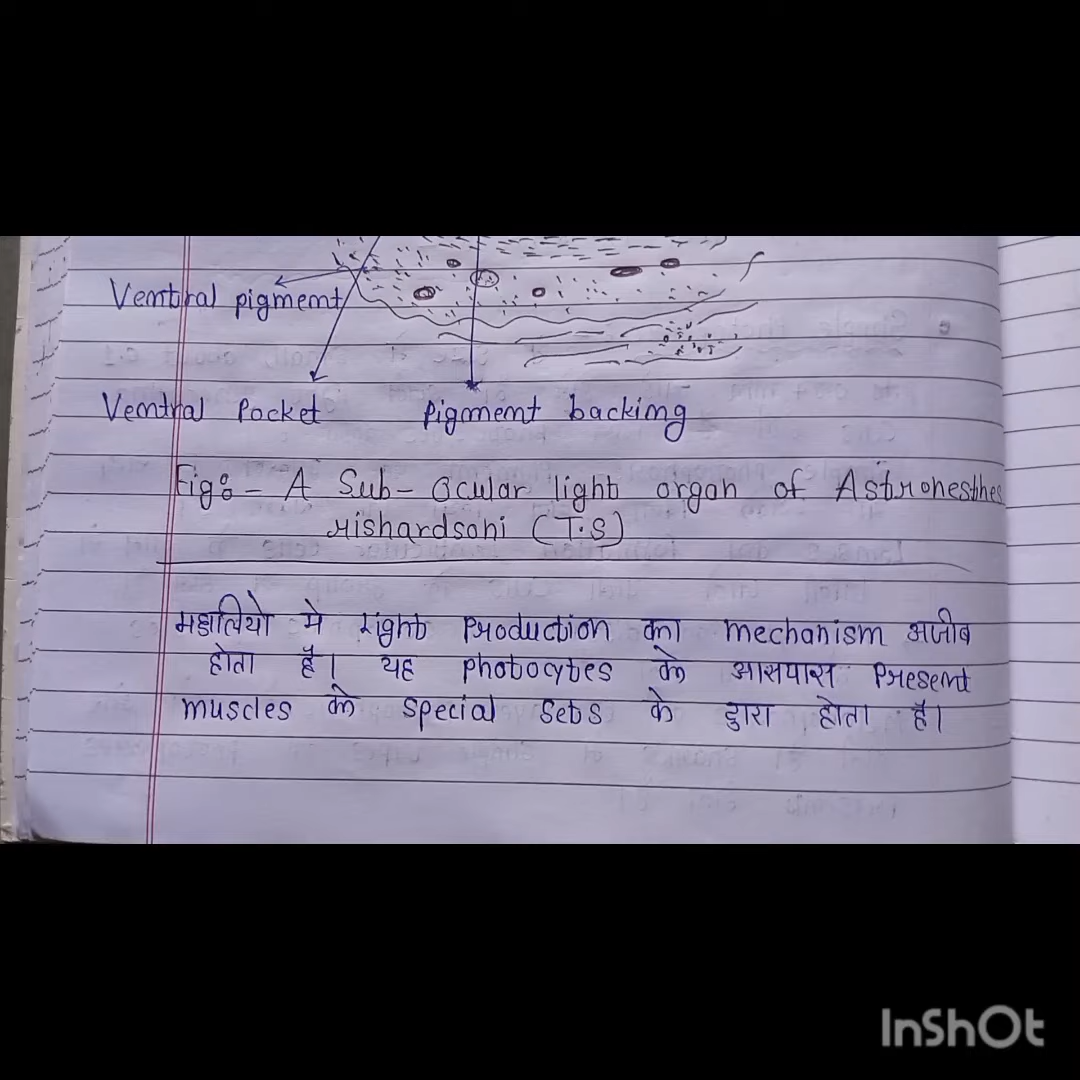 Ventral pigment
Ventral Pocket Pigment backing
Fig:- A Sub-Ocular light organ of Astronesthes
rishardsoni (T.S)
मछलियो मे light Production का mechanism अजीब
होता है। यह photocytes के आसपास Present
muscles के special sets के द्वारा होता है।
InShOt